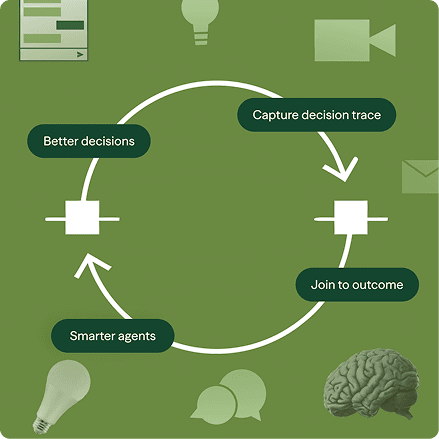 Capture decision trace
Better decisions
Join to outcome
Smarter agents